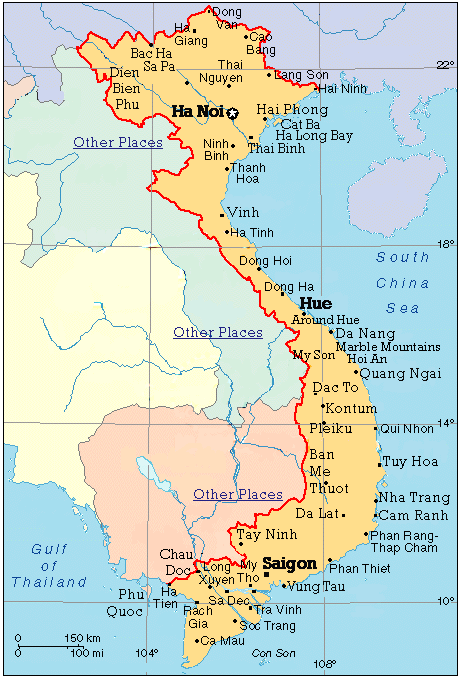 Dong
Van
Ha
Giang
Cao
Bang
Bac Ha
Sa Pa
Thai
Nguyen
22°
Lang Son
Dien
Bien
Phu
Hai Ninh
Ha Noi
Hai Phong
Cat Ba
Ha Long Bay
Other Places
Ninh
Binh
Thai Binh
Thanh
Hoa
Vinh
Ha Tinh
18°
Dong Hoi
South
China
Sea
Dong Ha
Hue
Around Hue
Other Places
Da Nang
Marble Mountains
My Son
Hoi An
Quang Ngai
Dac To
Kontum
14°
Pleiku
Qui Nhon
Ban
Me
Thuot
Tuy Hoa
Other Places
Nha Trang
Da Lat
Cam Ranh
Tay Ninh
Phan Rang-
Thap Cham
Gulf
of
Thailand
Chau
Doc
Long
Xuyen
My
Tho
Saigon
Phan Thiet
Phu
Quoc
Ha
Tien
Vung Tau
10°
Rach
Gia
Sa Dec
Tra Vinh
Soc Trang
Ca Mau
Con Son
0
150 km
0
100 mi
104°
108°